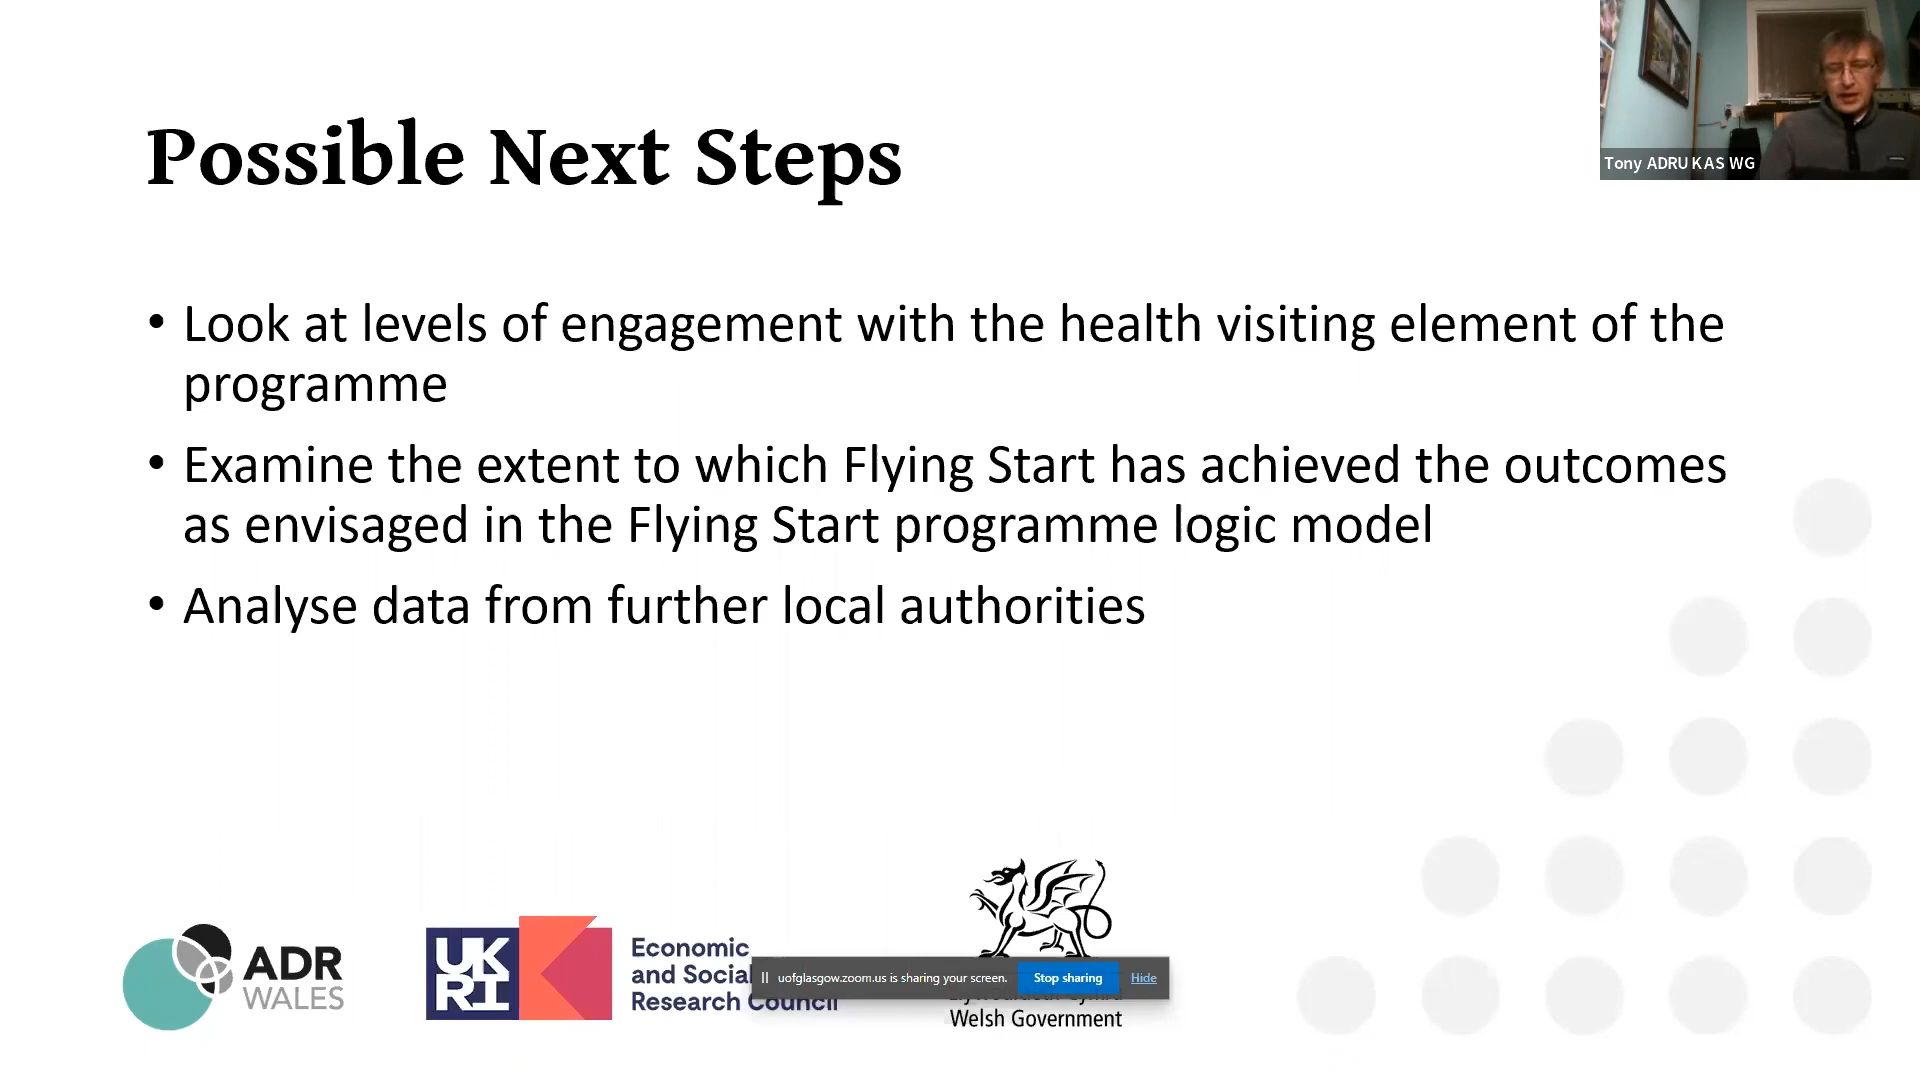 Tony ADRU KAS WG
Possible Next Steps
• Look at levels of engagement with the health visiting element of the
programme
• Examine the extent to which Flying Start has achieved the outcomes
as envisaged in the Flying Start programme logic model
• Analyse data from further local authorities
ADR
WALES
UK
RI
Economic
and Social
Research Council
uofglasgow.zoom.us is sharing your screen.
Stop sharing
Hide
Welsh Government